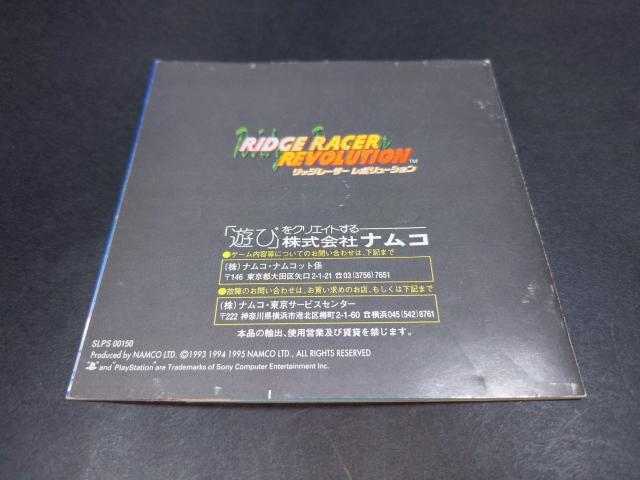 RIDGE RACER
REVOLUTION™
リッジレーサー レボリューション
「遊び」をクリエイトする
株式会社ナムコ
●ゲーム内容等についてのお問い合わせは、下記まで
(株)ナムコ・ナムコット係
〒146 東京都大田区矢口2-1-21 ☎03(3756)7651
●故障のお問い合わせは、お買い求めのお店、もしくは下記まで
(株)ナムコ・東京サービスセンター
〒222 神奈川県横浜市港北区樽町2-1-60 ☎横浜045(542)8761
本品の輸出、使用営業及び賃貸を禁じます。
SLPS 00150
Produced by NAMCO LTD. ©1993 1994 1995 NAMCO LTD., ALL RIGHTS RESERVED
" " and "PlayStation" are Trademarks of Sony Computer Entertainment Inc.